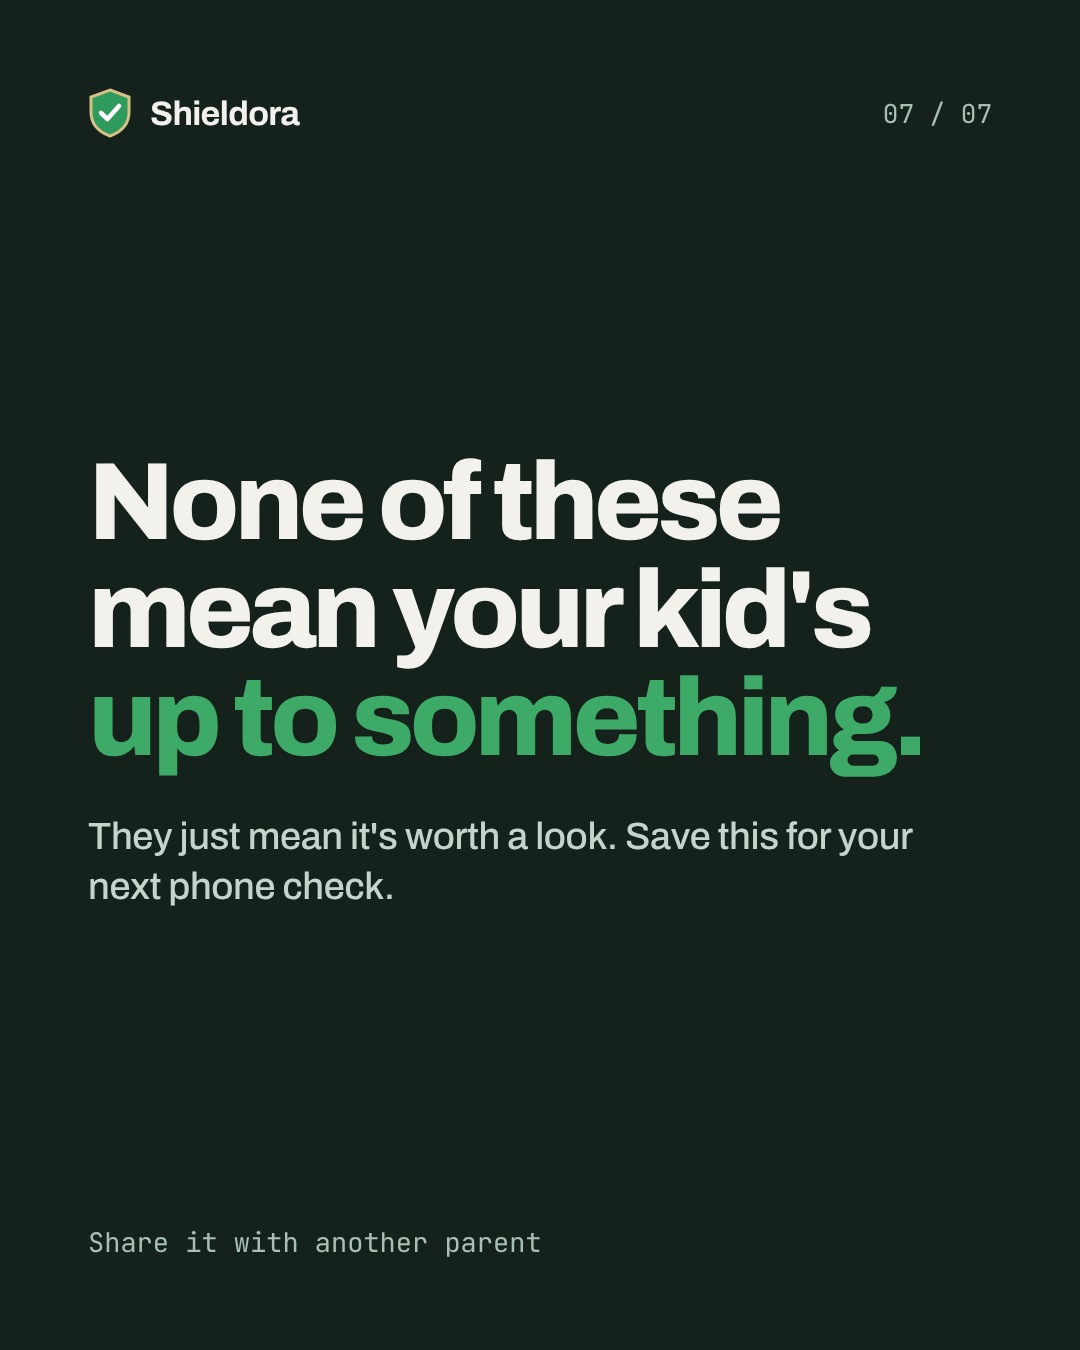 Shieldora
07 / 07
None of these
mean your kid's
up to something.
They just mean it's worth a look. Save this for your
next phone check.
Share it with another parent